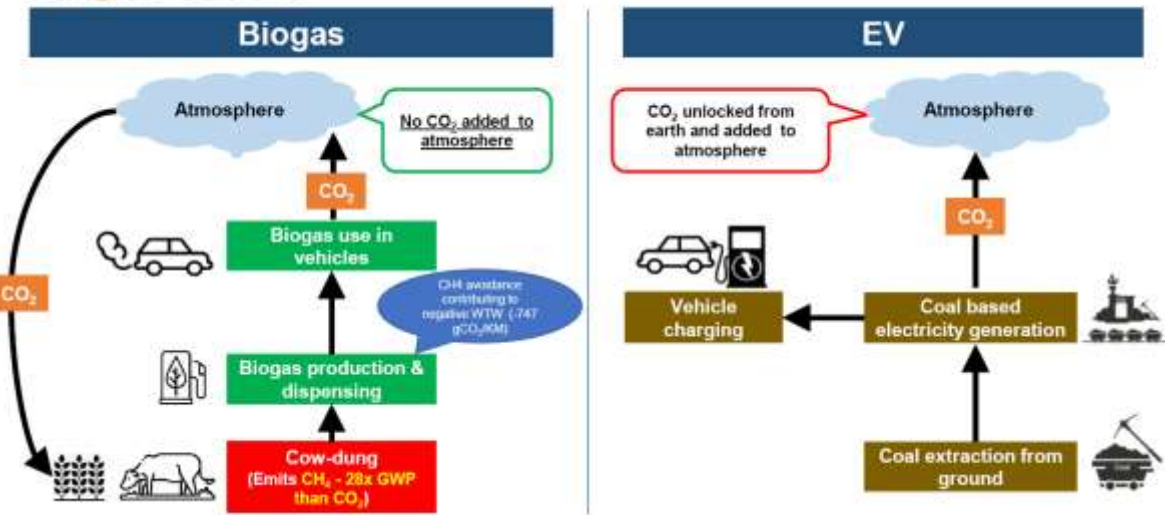 Biogas
Atmosphere
No CO₂ added to
atmosphere
CO₂
CO₂
Biogas use in
vehicles
CH4 avoidance
contributing to
negative WTW (-747
gCO₂/KM)
Biogas production &
dispensing
Cow-dung
(Emits CH₄ - 28x GWP
than CO₂)
EV
CO₂ unlocked from
earth and added to
atmosphere
Atmosphere
CO₂
Vehicle
charging
Coal based
electricity generation
Coal extraction from
ground